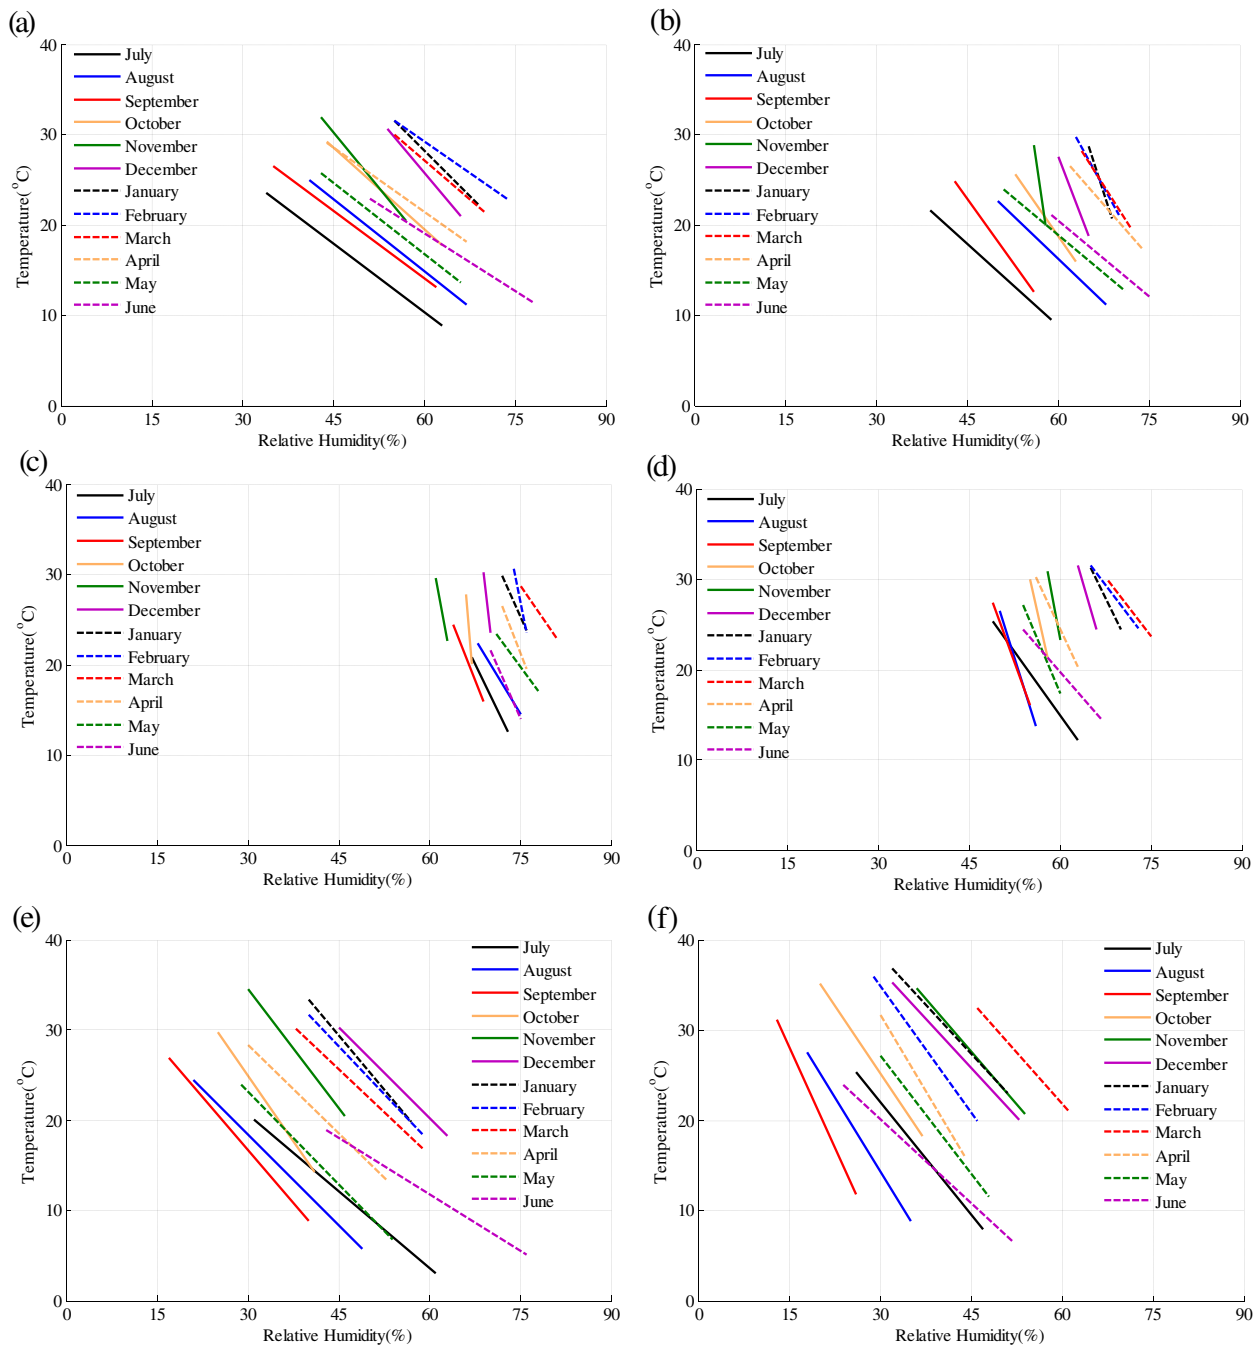 (a)
40
30
20
10
0
Temperature(°C)
July
August
September
October
November
December
January
February
March
April
May
June
0 15 30 45 60 75 90
Relative Humidity(%)
(b)
40
30
20
10
0
Temperature(°C)
July
August
September
October
November
December
January
February
March
April
May
June
0 15 30 45 60 75 90
Relative Humidity(%)
(c)
40
30
20
10
0
Temperature(°C)
July
August
September
October
November
December
January
February
March
April
May
June
0 15 30 45 60 75 90
Relative Humidity(%)
(d)
40
30
20
10
0
Temperature(°C)
July
August
September
October
November
December
January
February
March
April
May
June
0 15 30 45 60 75 90
Relative Humidity(%)
(e)
40
30
20
10
0
Temperature(°C)
July
August
September
October
November
December
January
February
March
April
May
June
0 15 30 45 60 75 90
Relative Humidity(%)
(f)
40
30
20
10
0
Temperature(°C)
July
August
September
October
November
December
January
February
March
April
May
June
0 15 30 45 60 75 90
Relative Humidity(%)